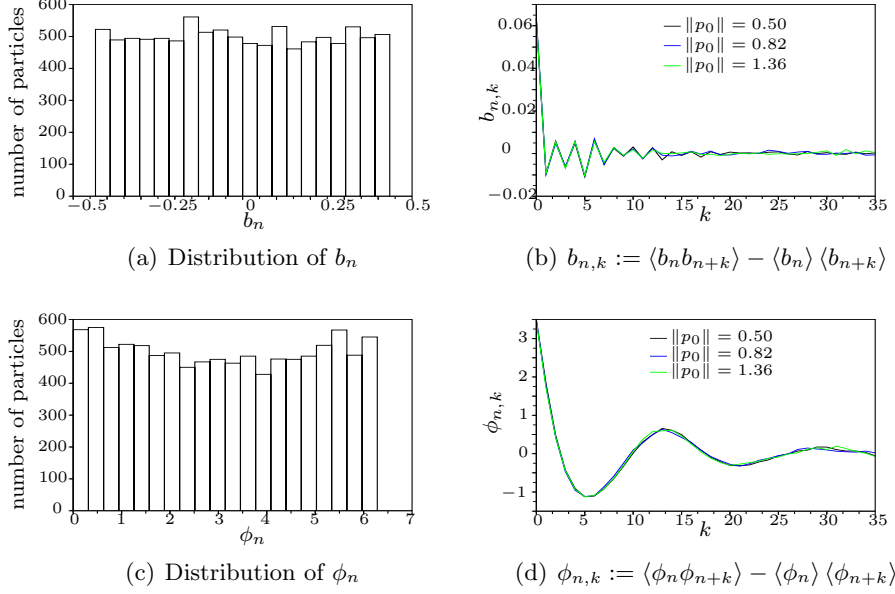 600
500
400
300
200
100
0
−0.5 −0.25 0 0.25 0.5
number of particles
b_n
(a) Distribution of b_n
0.06
0.04
0.02
0
−0.02
0 5 10 15 20 25 30 35
b_{n,k}
k
‖p_0‖ = 0.50
‖p_0‖ = 0.82
‖p_0‖ = 1.36
(b) b_{n,k} := ⟨b_n b_{n+k}⟩ − ⟨b_n⟩ ⟨b_{n+k}⟩
600
500
400
300
200
100
0
0 1 2 3 4 5 6 7
number of particles
ϕ_n
(c) Distribution of ϕ_n
3
2
1
0
−1
0 5 10 15 20 25 30 35
ϕ_{n,k}
k
‖p_0‖ = 0.50
‖p_0‖ = 0.82
‖p_0‖ = 1.36
(d) ϕ_{n,k} := ⟨ϕ_n ϕ_{n+k}⟩ − ⟨ϕ_n⟩ ⟨ϕ_{n+k}⟩